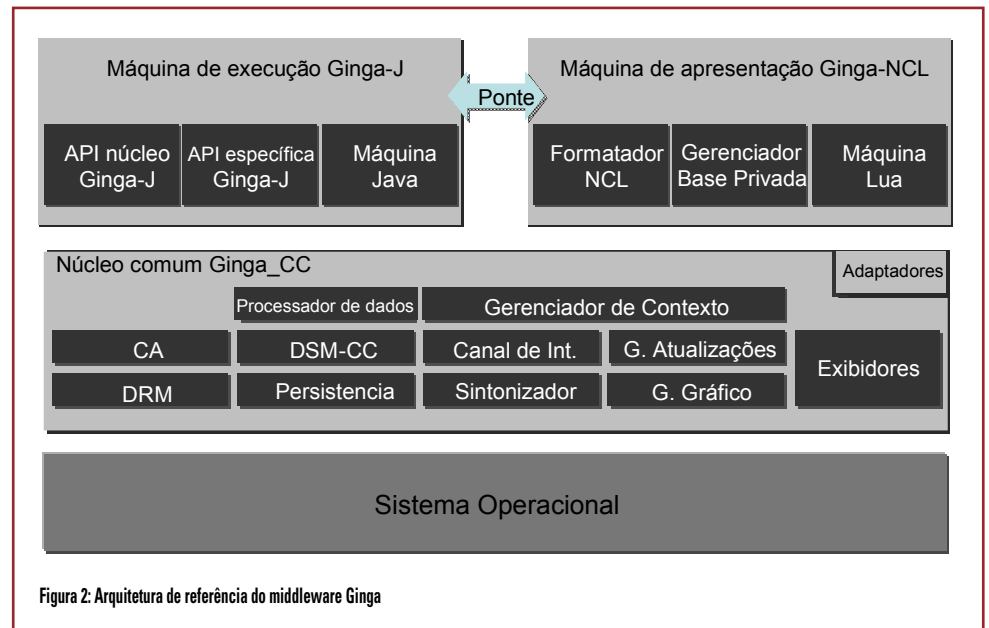 Máquina de execução Ginga-J
Ponte
Máquina de apresentação Ginga-NCL
API núcleo
Ginga-J
API específica
Ginga-J
Máquina
Java
Formatador
NCL
Gerenciador
Base Privada
Máquina
Lua
Núcleo comum Ginga_CC
Adaptadores
Processador de dados
Gerenciador de Contexto
CA
DSM-CC
Canal de Int.
G. Atualizações
Exibidores
DRM
Persistencia
Sintonizador
G. Gráfico
Sistema Operacional
Figura 2: Arquitetura de referência do middleware Ginga